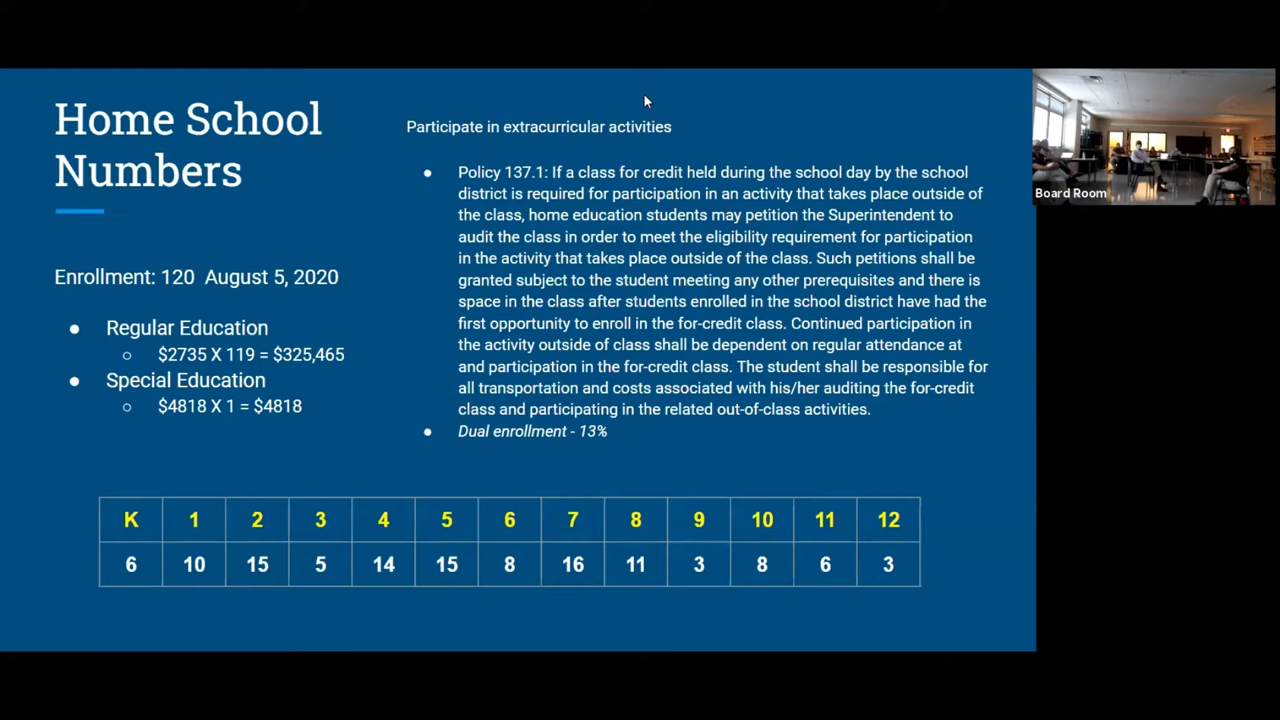 Home School
Numbers
Enrollment: 120 August 5, 2020
● Regular Education
○ $2735 X 119 = $325,465
● Special Education
○ $4818 X 1 = $4818
Participate in extracurricular activities
● Policy 137.1: If a class for credit held during the school day by the school
district is required for participation in an activity that takes place outside of
the class, home education students may petition the Superintendent to
audit the class in order to meet the eligibility requirement for participation
in the activity that takes place outside of the class. Such petitions shall be
granted subject to the student meeting any other prerequisites and there is
space in the class after students enrolled in the school district have had the
first opportunity to enroll in the for-credit class. Continued participation in
the activity outside of class shall be dependent on regular attendance at
and participation in the for-credit class. The student shall be responsible for
all transportation and costs associated with his/her auditing the for-credit
class and participating in the related out-of-class activities.
● Dual enrollment - 13%
K 1 2 3 4 5 6 7 8 9 10 11 12
6 10 15 5 14 15 8 16 11 3 8 6 3
Board Room